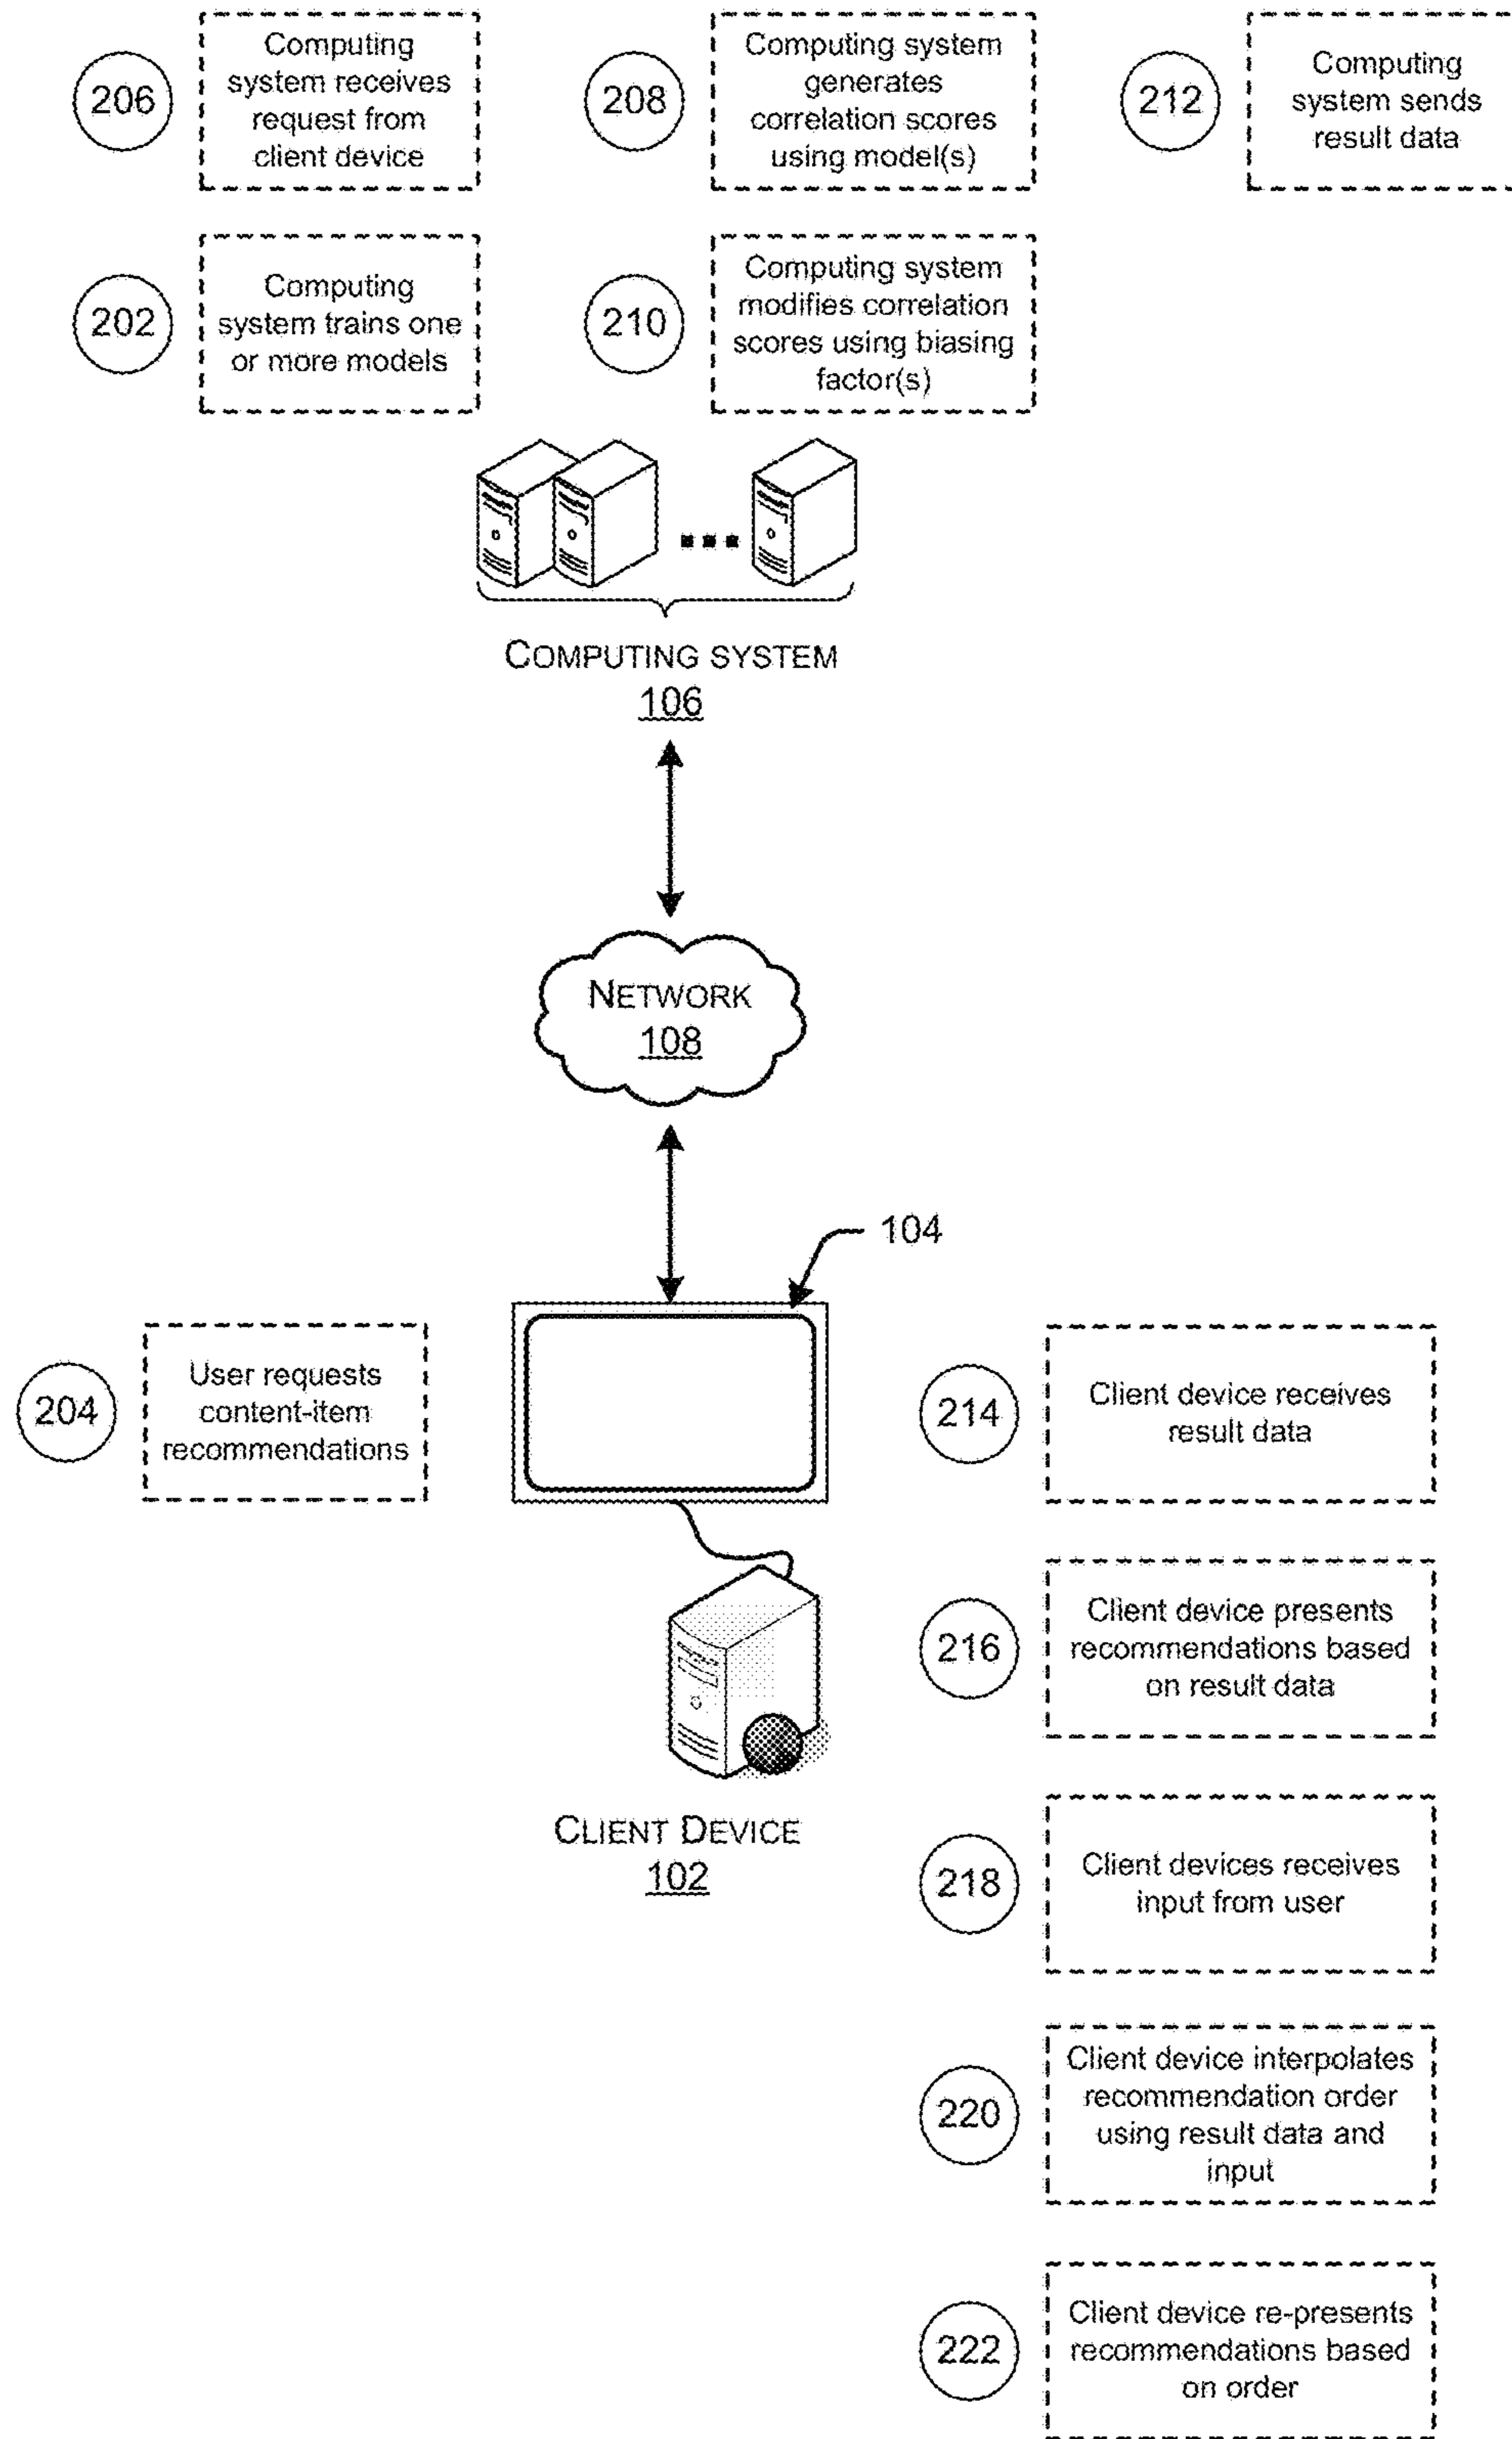 206
Computing
system receives
request from
client device
208
Computing system
generates
correlation scores
using model(s)
212
Computing
system sends
result data
202
Computing
system trains one
or more models
210
Computing system
modifies correlation
scores using biasing
factor(s)
COMPUTING SYSTEM
106
NETWORK
108
104
204
User requests
content-item
recommendations
214
Client device receives
result data
216
Client device presents
recommendations based
on result data
CLIENT DEVICE
102
218
Client devices receives
input from user
220
Client device interpolates
recommendation order
using result data and
input
222
Client device re-presents
recommendations based
on order